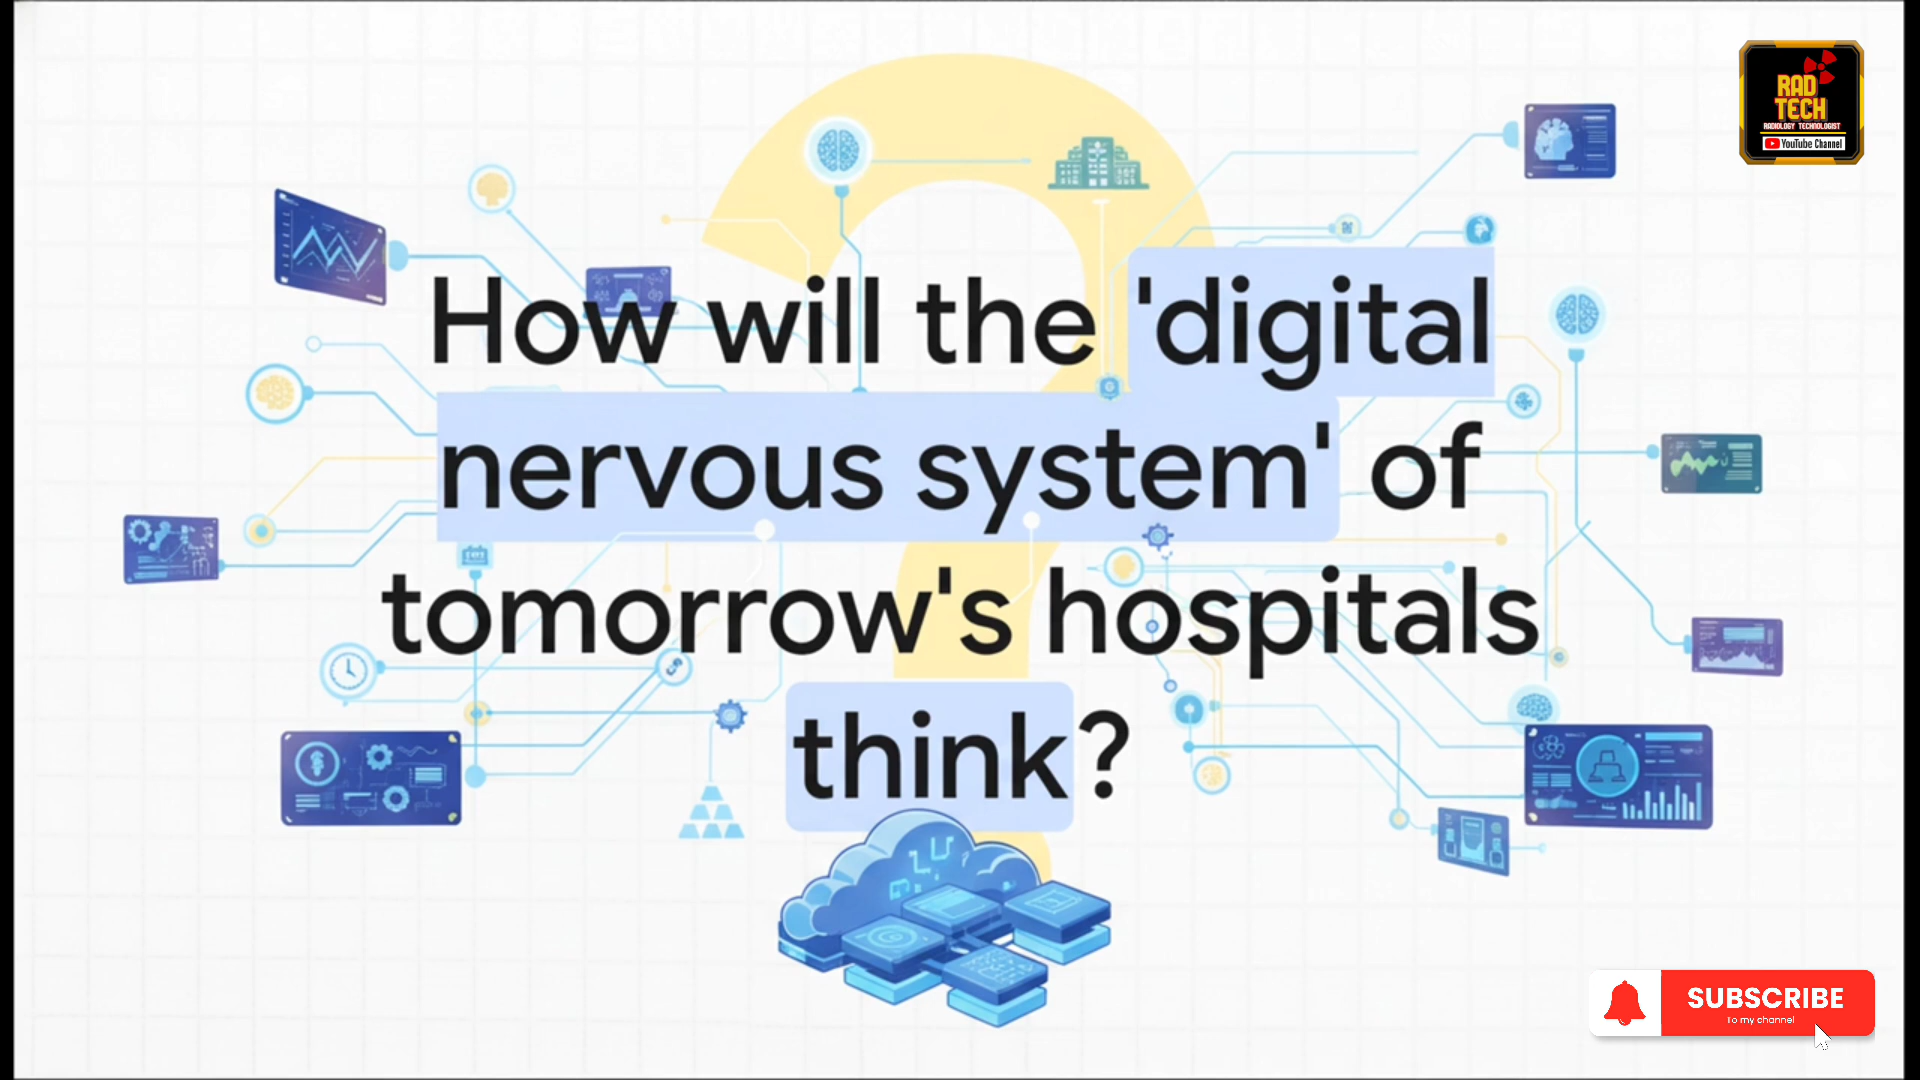 RAD
TECH
RADIOLOGY TECHNOLOGIST
YouTube Channel
How will the 'digital
nervous system' of
tomorrow's hospitals
think?
SUBSCRIBE
To my channel